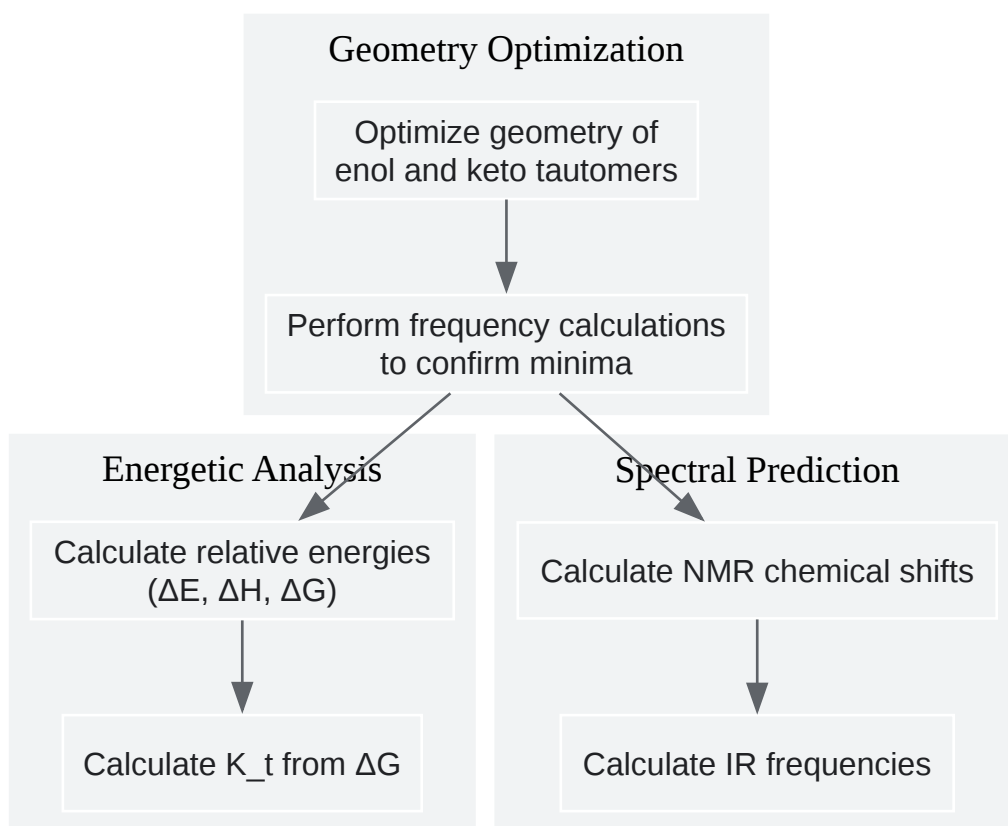 Geometry Optimization
Optimize geometry of
enol and keto tautomers
Perform frequency calculations
to confirm minima
Energetic Analysis
Calculate relative energies
(ΔE, ΔH, ΔG)
Calculate K_t from ΔG
Spectral Prediction
Calculate NMR chemical shifts
Calculate IR frequencies